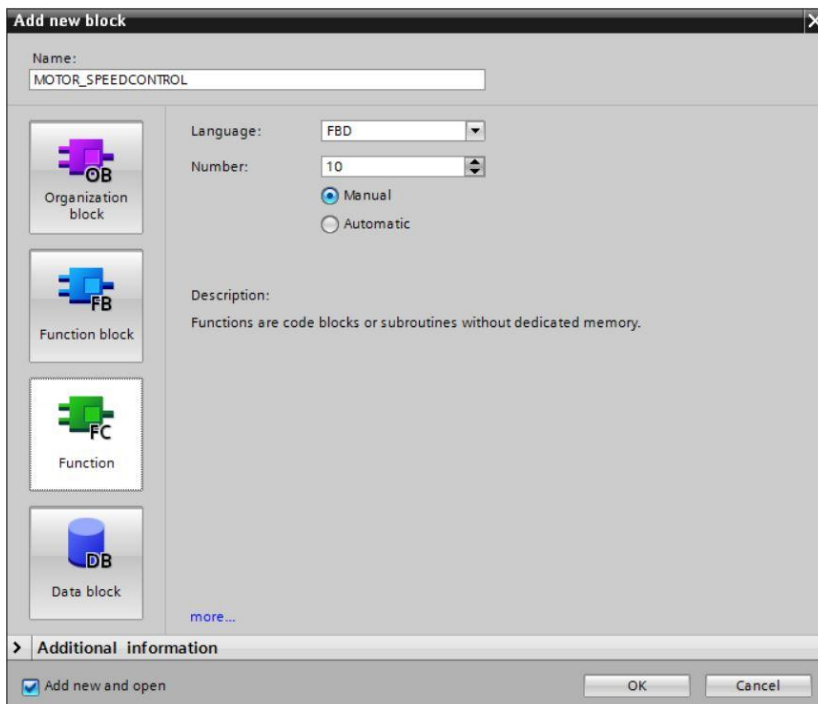 Add new block
X
Name:
MOTOR_SPEEDCONTROL
OB
Organization
block
FB
Function block
FC
Function
DB
Data block
Language:
FBD
Number:
10
Manual
Automatic
Description:
Functions are code blocks or subroutines without dedicated memory.
more...
> Additional information
Add new and open
OK
Cancel